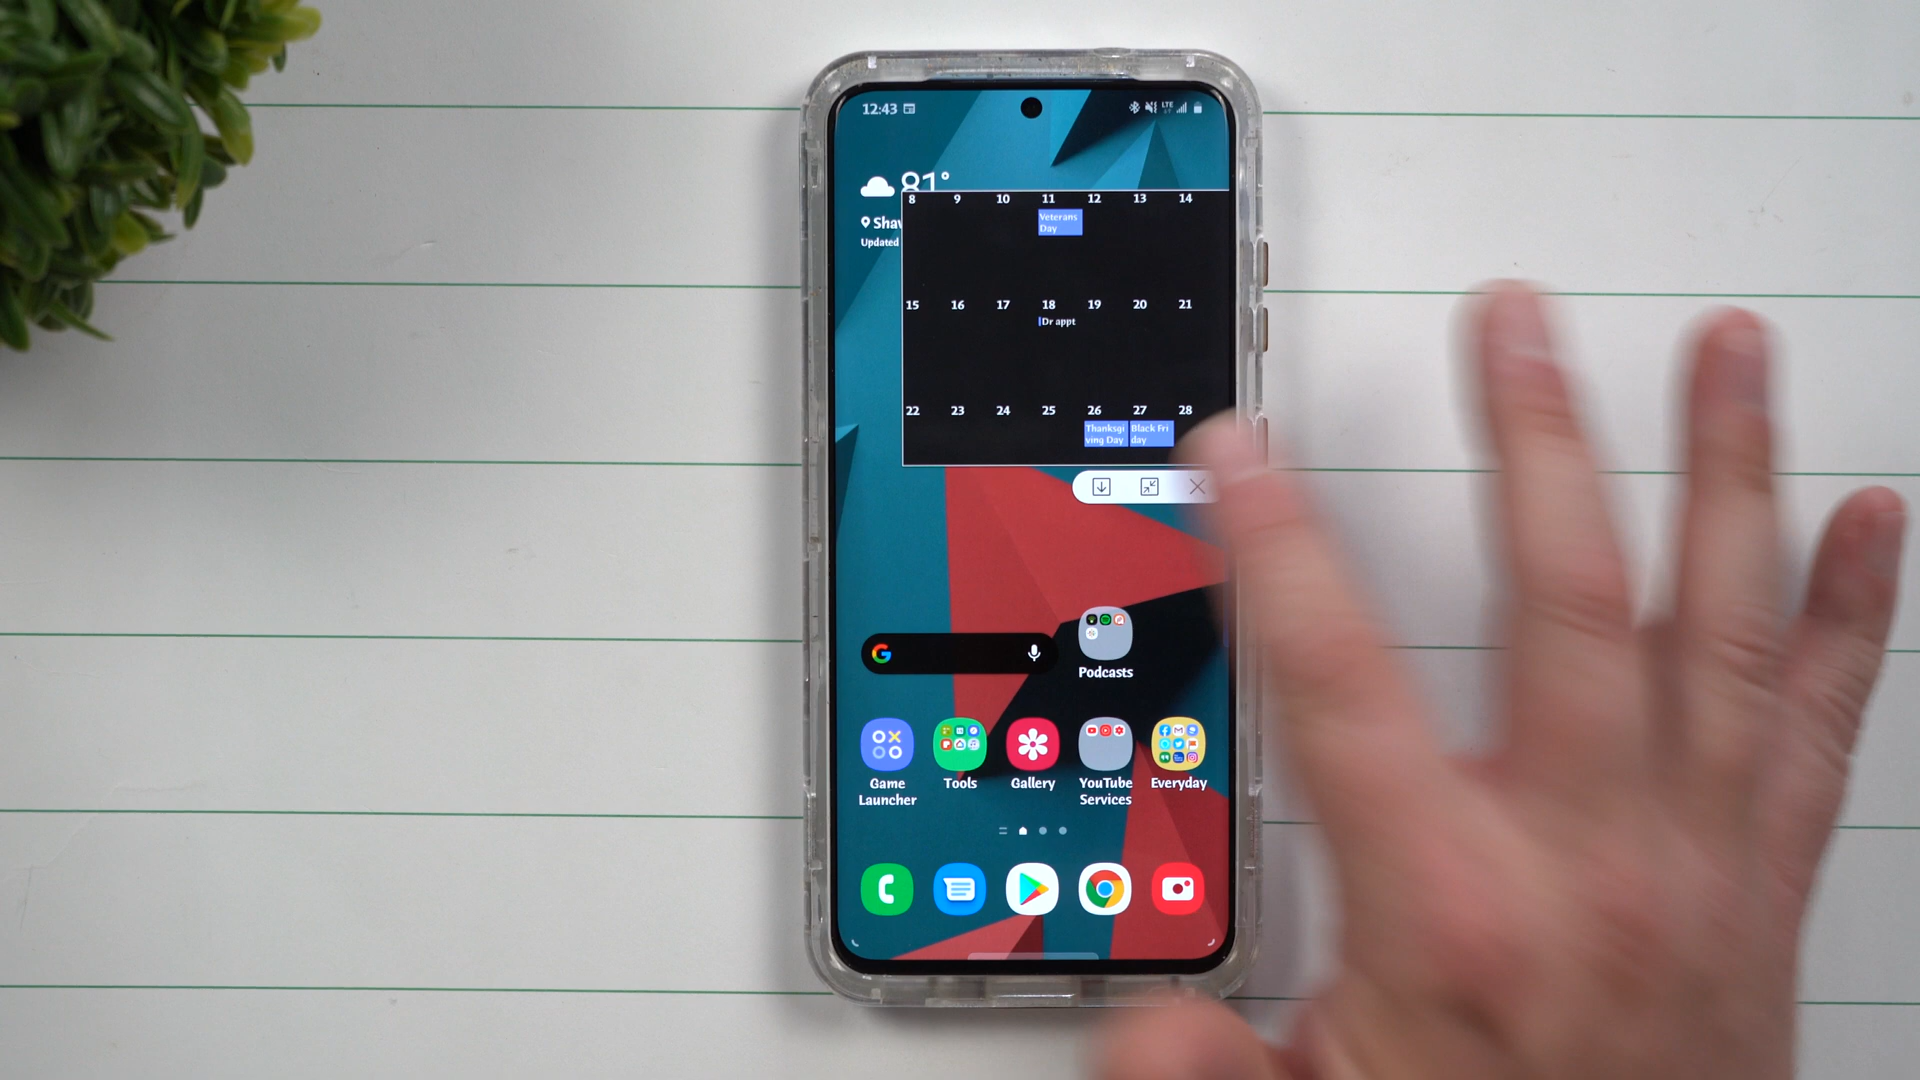 12:43
LTE
81°
Shav
Updated
8 9 10 11 12 13 14
Veterans
Day
15 16 17 18 19 20 21
Dr appt
22 23 24 25 26 27 28
Thanksgi
ving Day
Black Fri
day
Podcasts
Game
Launcher
Tools
Gallery
YouTube
Services
Everyday